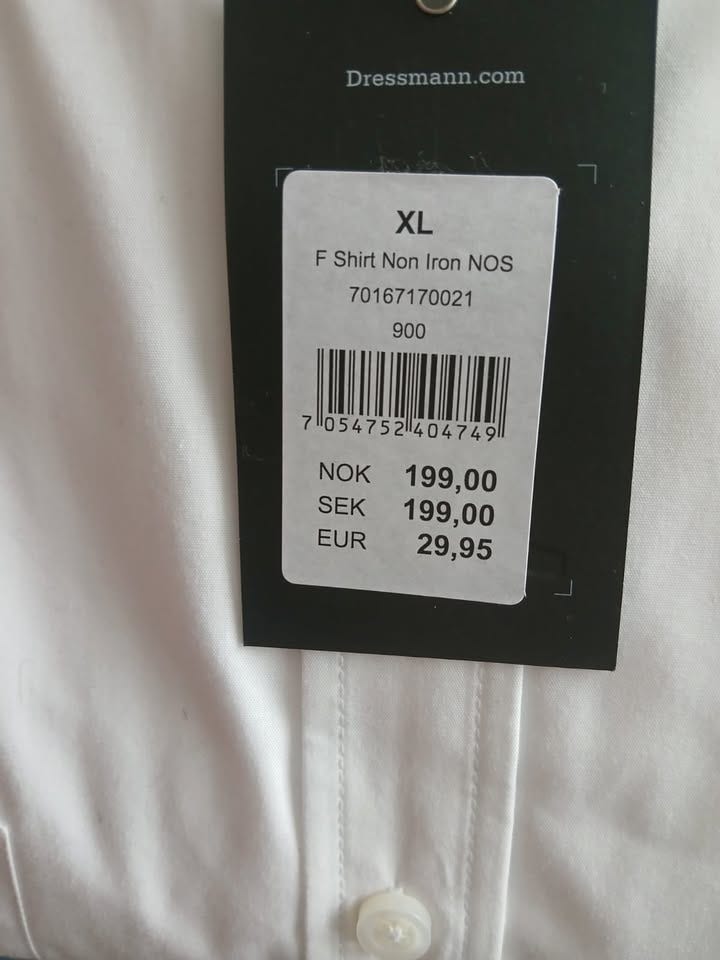 Dressmann.com
XL
F Shirt Non Iron NOS
70167170021
900
7 054752 404749
NOK 199,00
SEK 199,00
EUR 29,95